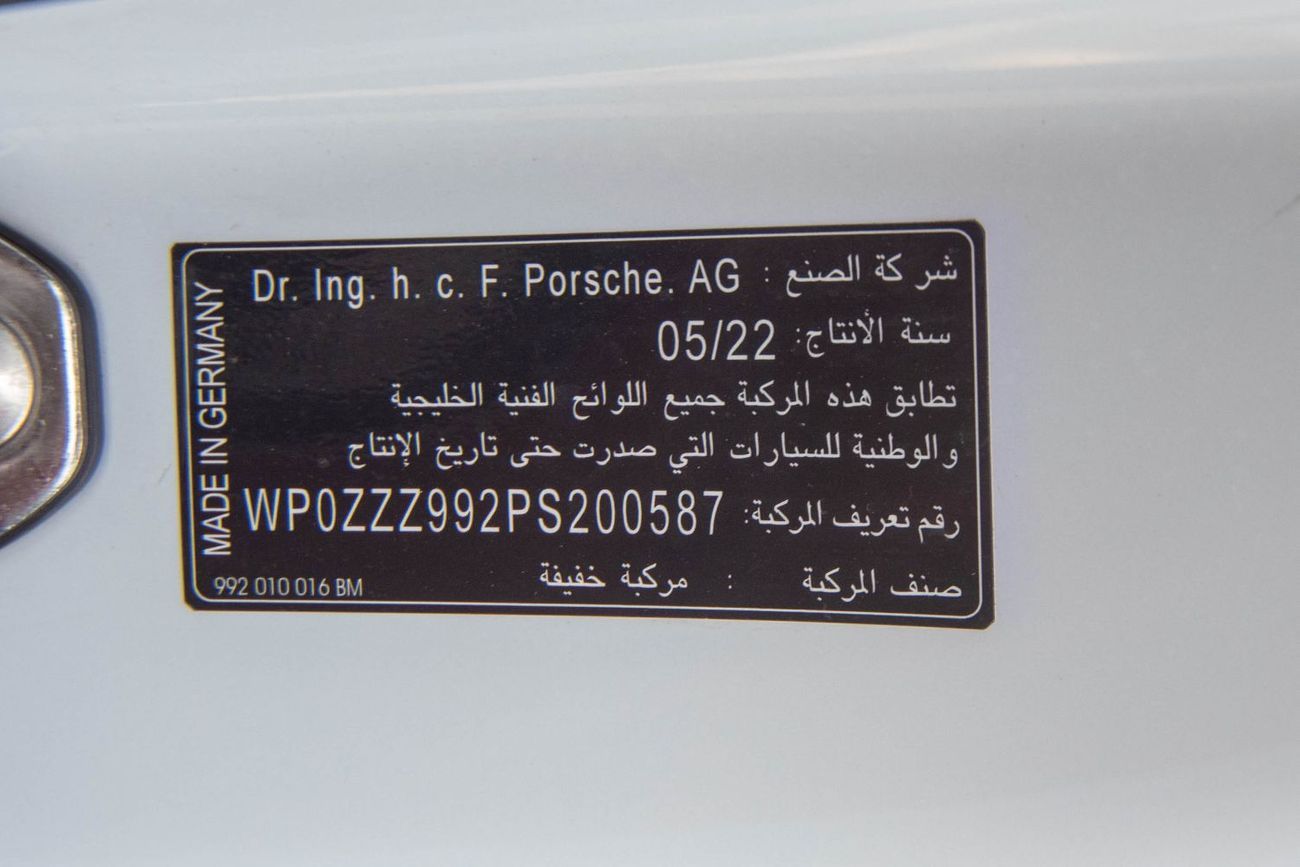 شركة الصنع : Dr. Ing. h. c. F. Porsche. AG
سنة الأنتاج: 05/22
تطابق هذه المركبة جميع اللوائح الفنية الخليجية
والوطنية للسيارات التي صدرت حتى تاريخ الإنتاج
رقم تعريف المركبة: WP0ZZZ992PS200587
صنف المركبة : مركبة خفيفة
992 010 016 BM
MADE IN GERMANY